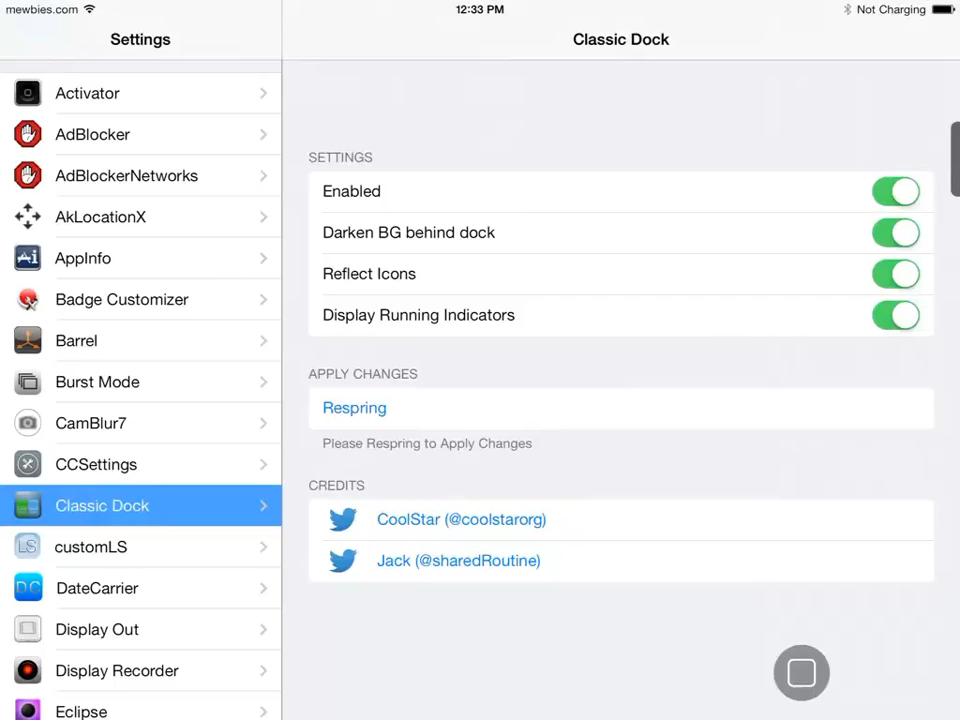 mewbies.com
12:33 PM
Not Charging
Settings
Classic Dock
Activator
AdBlocker
AdBlockerNetworks
AkLocationX
AppInfo
Badge Customizer
Barrel
Burst Mode
CamBlur7
CCSettings
Classic Dock
customLS
DateCarrier
Display Out
Display Recorder
Eclipse
SETTINGS
Enabled
Darken BG behind dock
Reflect Icons
Display Running Indicators
APPLY CHANGES
Respring
Please Respring to Apply Changes
CREDITS
CoolStar (@coolstarorg)
Jack (@sharedRoutine)